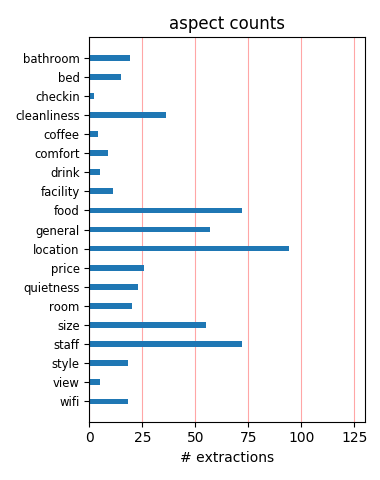 aspect counts
bathroom
bed
checkin
cleanliness
coffee
comfort
drink
facility
food
general
location
price
quietness
room
size
staff
style
view
wifi
0 25 50 75 100 125
# extractions